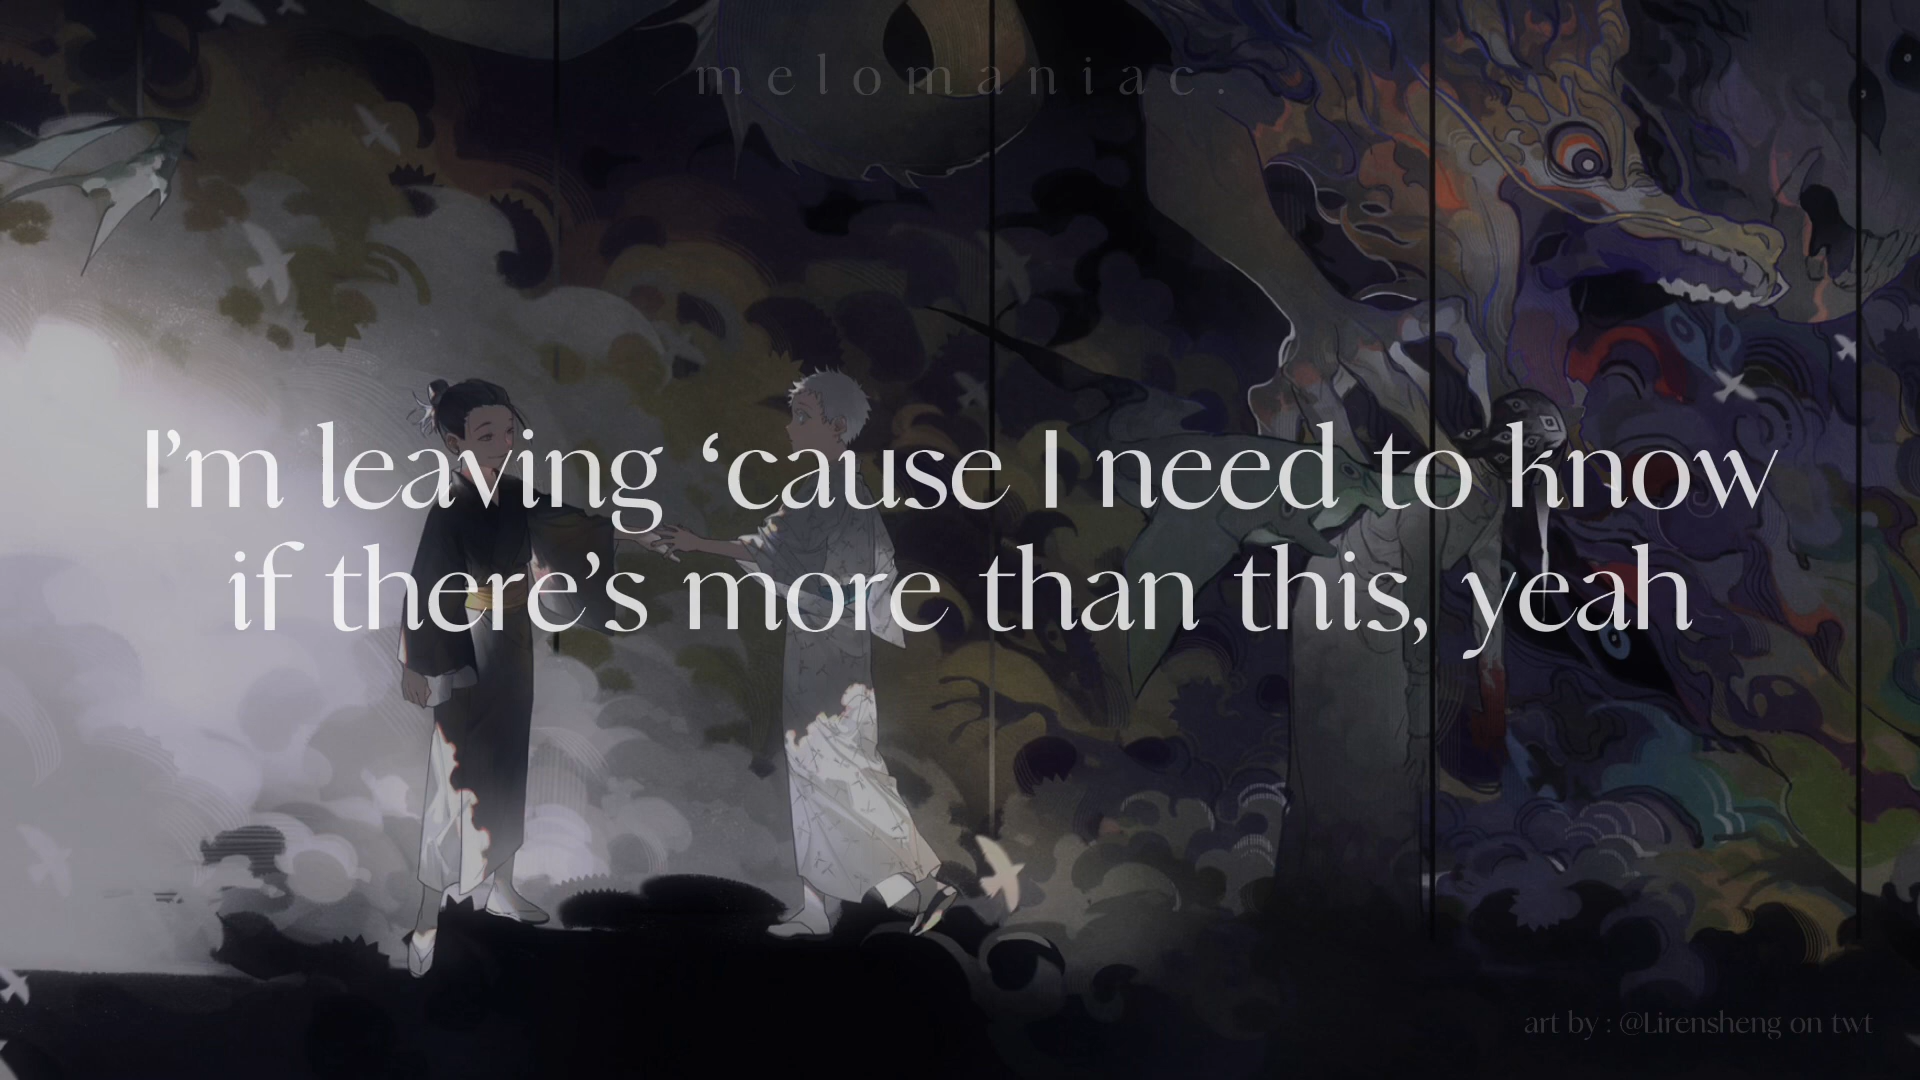 melomaniac.
I’m leaving ‘cause I need to know
if there’s more than this, yeah
art by : @Lirensheng on twt